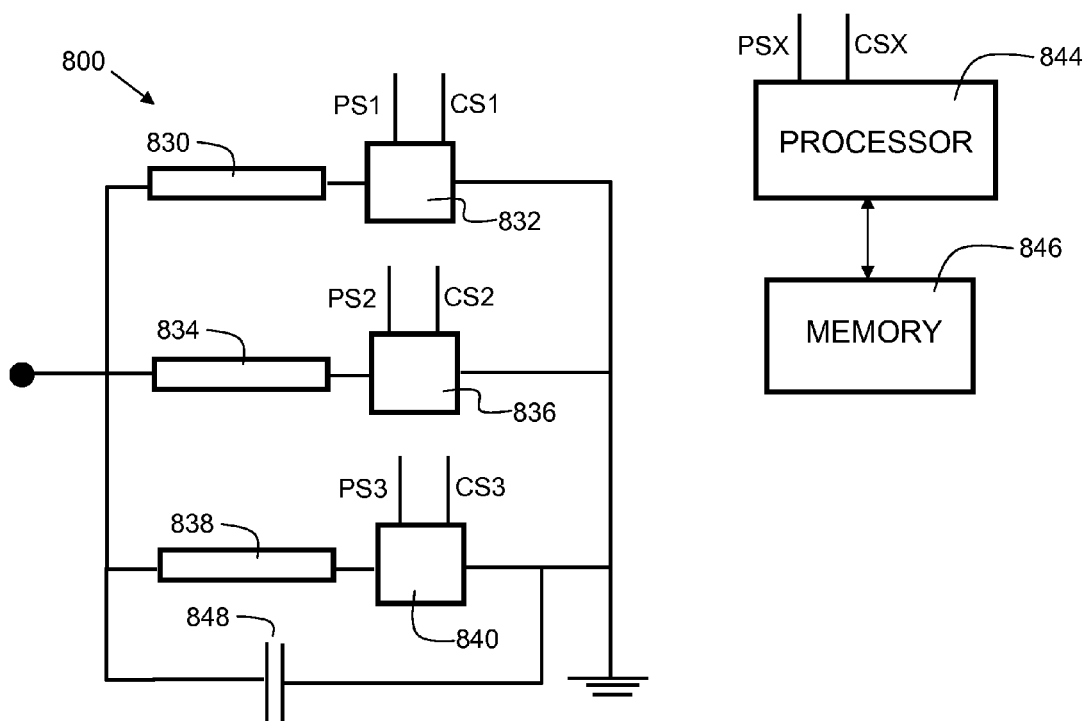 800
830
PS1
CS1
832
834
PS2
CS2
836
838
PS3
CS3
840
848
PSX
CSX
844
PROCESSOR
846
MEMORY